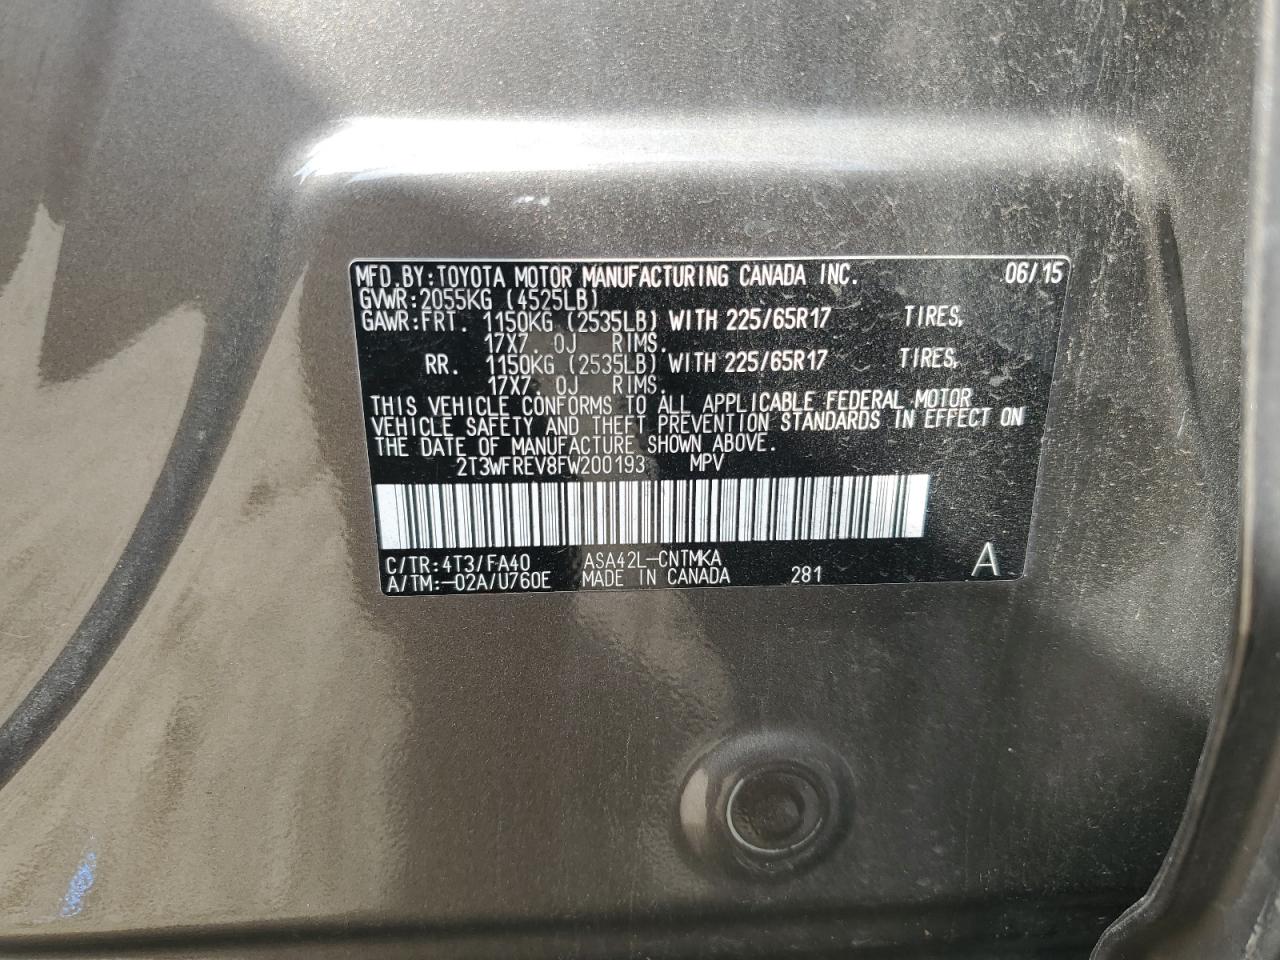 MFD.BY:TOYOTA MOTOR MANUFACTURING CANADA INC. 06/15
GVWR:2055KG (4525LB)
GAWR:FRT. 1150KG (2535LB) WITH 225/65R17 TIRES,
17X7.0J RIMS.
RR. 1150KG (2535LB) WITH 225/65R17 TIRES,
17X7.0J RIMS.
THIS VEHICLE CONFORMS TO ALL APPLICABLE FEDERAL MOTOR
VEHICLE SAFETY AND THEFT PREVENTION STANDARDS IN EFFECT ON
THE DATE OF MANUFACTURE SHOWN ABOVE.
2T3WFREV8FW200193 MPV
C/TR:4T3/FA40 ASA42L-CNTMKA
A/TM:-02A/U760E MADE IN CANADA 281 A